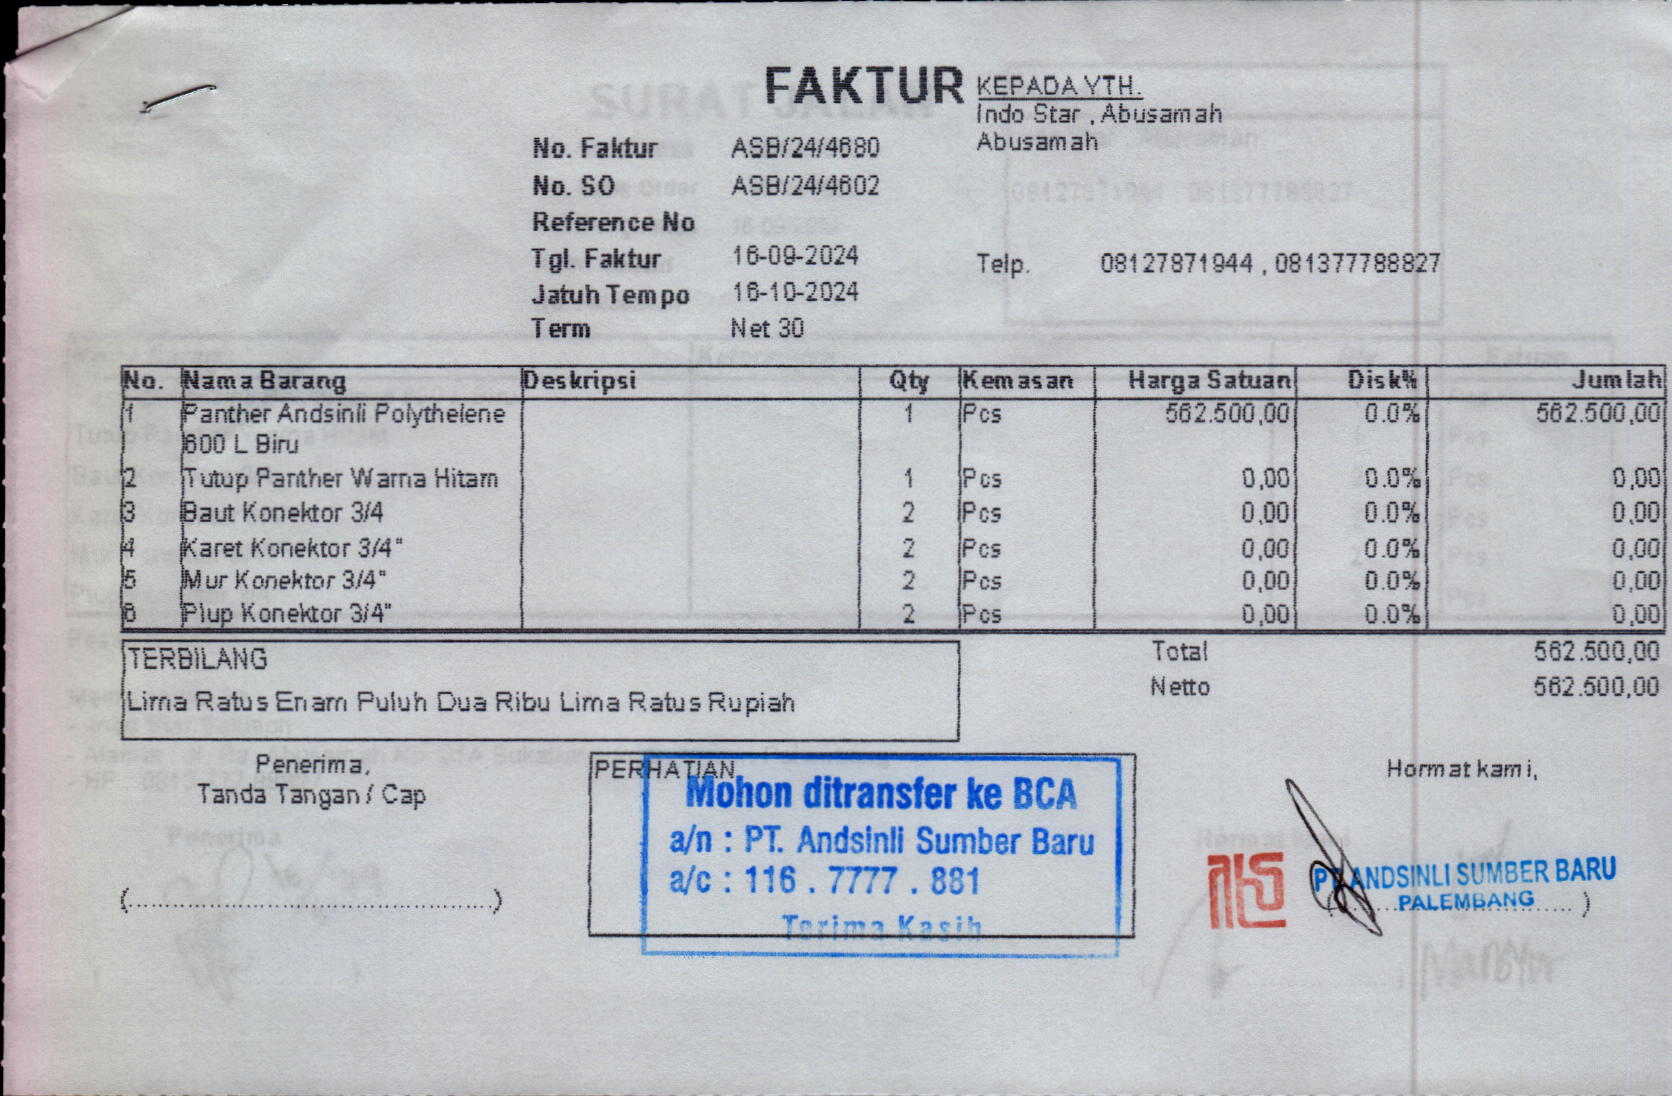 FAKTUR
KEPADA YTH.
Indo Star , Abusamah
Abusamah
No. Faktur ASB/24/4680
No. SO ASB/24/4602
Reference No
Tgl. Faktur 16-09-2024
Telp. 08127871944 , 081377788827
Jatuh Tempo 16-10-2024
Term Net 30
No. Nama Barang Deskripsi Qty Kemasan Harga Satuan Disk% Jumlah
1 Panther Andsinli Polythelene 1 Pcs 562.500,00 0.0% 562.500,00
600 L Biru
2 Tutup Panther Warna Hitam 1 Pcs 0,00 0.0% 0,00
3 Baut Konektor 3/4 2 Pcs 0,00 0.0% 0,00
4 Karet Konektor 3/4" 2 Pcs 0,00 0.0% 0,00
5 Mur Konektor 3/4" 2 Pcs 0,00 0.0% 0,00
6 Plup Konektor 3/4" 2 Pcs 0,00 0.0% 0,00
TERBILANG
Lima Ratus Enam Puluh Dua Ribu Lima Ratus Rupiah
Total 562.500,00
Netto 562.500,00
Penerima,
Tanda Tangan / Cap
(..........................................)
PERHATIAN
Mohon ditransfer ke BCA
a/n : PT. Andsinli Sumber Baru
a/c : 116 . 7777 . 881
Terima Kasih
Hormat kami,
PT. ANDSINLI SUMBER BARU
PALEMBANG